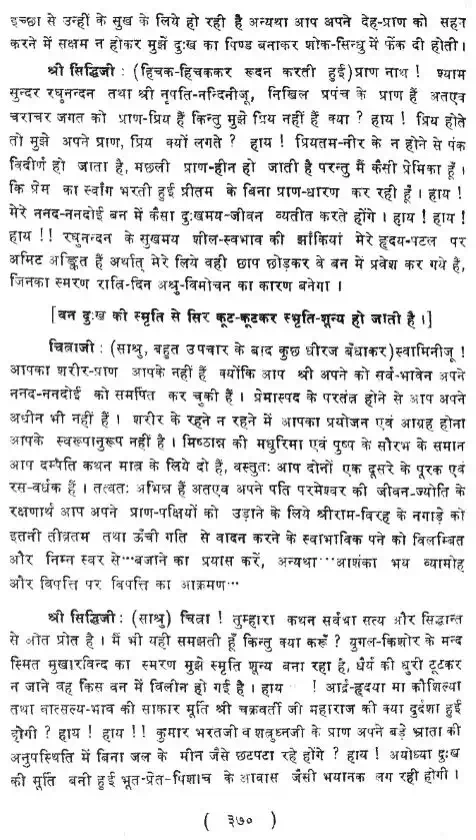 इच्छा से उन्हीं के सुख के लिये हो रही है अन्यथा आप अपने देह-प्राण को सहन
करने में सक्षम न होकर मुझें दुःख का पिण्ड बनाकर शोक-सिन्धु में फेंक दी होती।
श्री सिद्धिजी : (हिचक-हिचककर रूदन करती हुई) प्राण नाथ ! श्याम
सुन्दर रघुनन्दन तथा श्री नृपति-नन्दिनीजू, निखिल प्रपंच के प्राण हैं अतएव
चराचर जगत को प्राण-प्रिय हैं किन्तु मुझे प्रिय नहीं हैं क्या ? हाय ! प्रिय होते
तो मुझे अपने प्राण, प्रिय क्यों लगते ? हाय ! प्रियतम-नीर के न होने से पंक
विदीर्ण हो जाता है, मछली प्राण-हीन हो जाती है परन्तु मैं कैसी प्रेमिका हूँ।
कि प्रेम का स्वाँग भरती हुई प्रीतम के बिना प्राण-धारण कर रही हूँ। हाय !
मेरे ननद-ननदोई बन में कैसा दुःखमय-जीवन व्यतीत करते होंगे। हाय ! हाय !
हाय !! रघुनन्दन के सुखमय शील-स्वभाव की झाँकियां मेरे हृदय-पटल पर
अमिट अङ्कित हैं अर्थात् मेरे लिये वही छाप छोड़कर वे बन में प्रवेश कर गये हैं,
जिनका स्मरण रात्रि-दिन अश्रु-विमोचन का कारण बनेगा।
[वन दुःख की स्मृति से सिर कूट-कूटकर स्मृति-शून्य हो जाती है।]
चित्राजी : (साश्रु, बहुत उपचार के बाद कुछ धीरज बँधाकर) स्वामिनीजू !
आपका शरीर-प्राण आपके नहीं हैं क्योंकि आप श्री अपने को सर्व-भावेन अपने
ननद-ननदोई को समर्पित कर चुकी हैं। प्रेमास्पद के परतंत्र होने से आप अपने
अधीन भी नहीं हैं। शरीर के रहने न रहने में आपका प्रयोजन एवं आग्रह होना
आपके स्वरूपानुरूप नहीं है। मिष्ठान्न की मधुरिमा एवं पुष्प के सौरभ के समान
आप दम्पति कथन मात्र के लिये दो हैं, वस्तुतः आप दोनों एक दूसरे के पूरक एवं
रस-वर्धक हैं। तत्वतः अभिन्न हैं अतएव अपने पति परमेश्वर की जीवन-ज्योति के
रक्षणार्थ आप अपने प्राण-पक्षियों को उड़ाने के लिये श्रीराम-विरह के नगाड़े को
इतनी तीव्रतम तथा ऊँची गति से वादन करने के स्वाभाविक पने को विलम्बित
और निम्न स्वर से···बजाने का प्रयास करें, अन्यथा···आशंका भय व्यामोह
और विपत्ति पर विपत्ति का आक्रमण···
श्री सिद्धिजी : (साश्रु) चित्रा ! तुम्हारा कथन सर्वथा सत्य और सिद्धान्त
से ओत प्रोत है। मैं भी यही समझती हूँ किन्तु क्या करूँ ? युगल-किशोर के मन्द
स्मित मुखारविन्द का स्मरण मुझे स्मृति शून्य बना रहा है, धैर्य की धुरी टूटकर
न जाने वह किस वन में विलीन हो गई है। हाय··· ! आर्द्र-हृदया मा कौशिल्या
तथा वात्सल्य-भाव की साकार मूर्ति श्री चक्रवर्ती जी महाराज की क्या दुर्दशा हुई
होगी ? हाय ! हाय !! कुमार भरतजी व शत्रुघ्नजी के प्राण अपने बड़े भ्राता की
अनुपस्थिति में बिना जल के मीन जैसे छटपटा रहे होंगे ? हाय ! अयोध्या दुःख
की मूर्ति बनी हुई भूत-प्रेत-पिशाच के आवास जैसी भयानक लग रही होगी।
( ३७० )